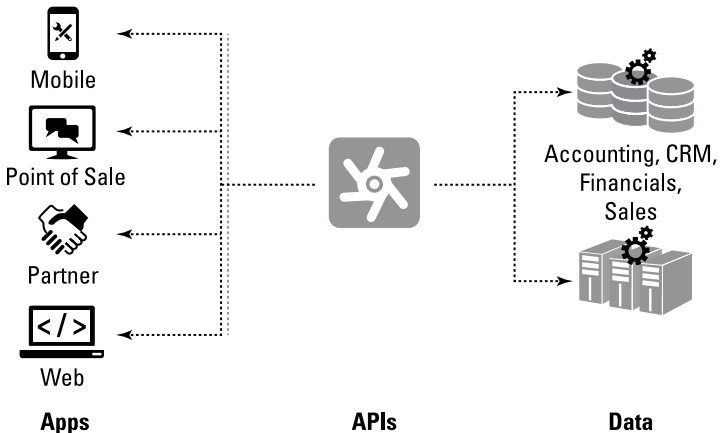 Mobile
Point of Sale
Partner
</>
Web
Accounting, CRM,
Financials,
Sales
Apps
APIs
Data